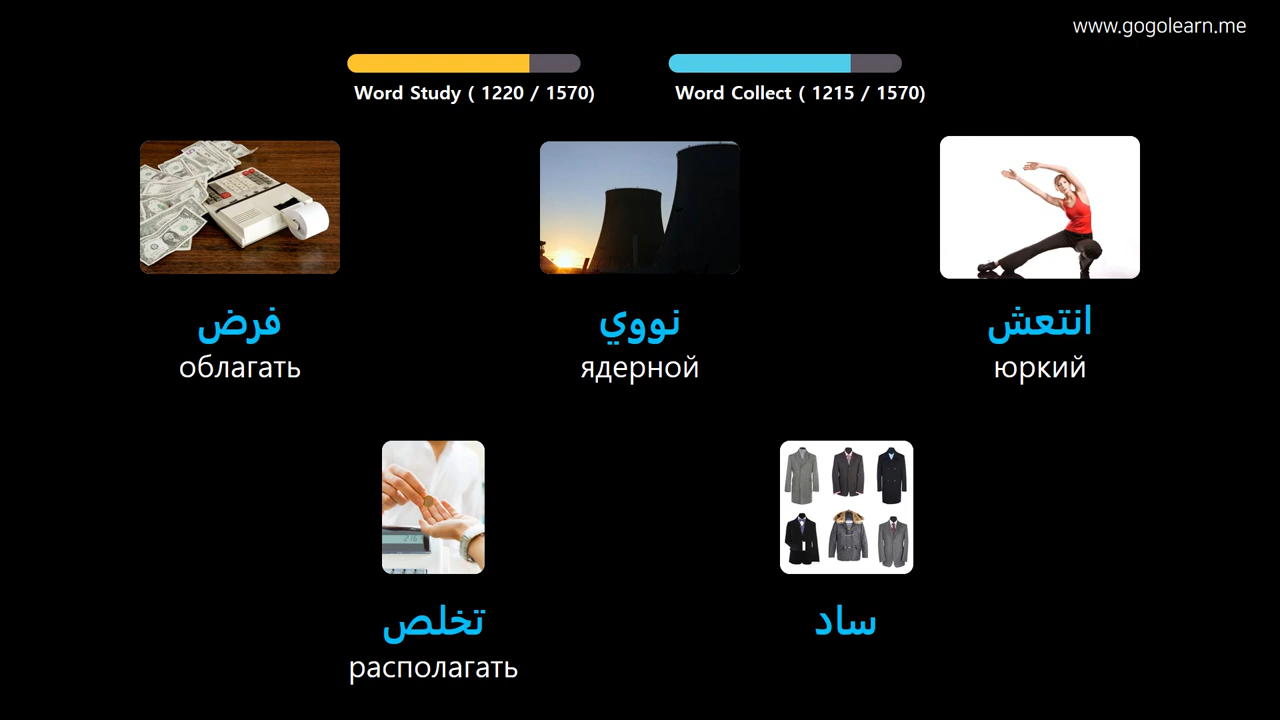 www.gogolearn.me
Word Study ( 1220 / 1570)
Word Collect ( 1215 / 1570)
فرض
облагать
نووي
ядерной
انتعش
юркий
تخلص
располагать
ساد